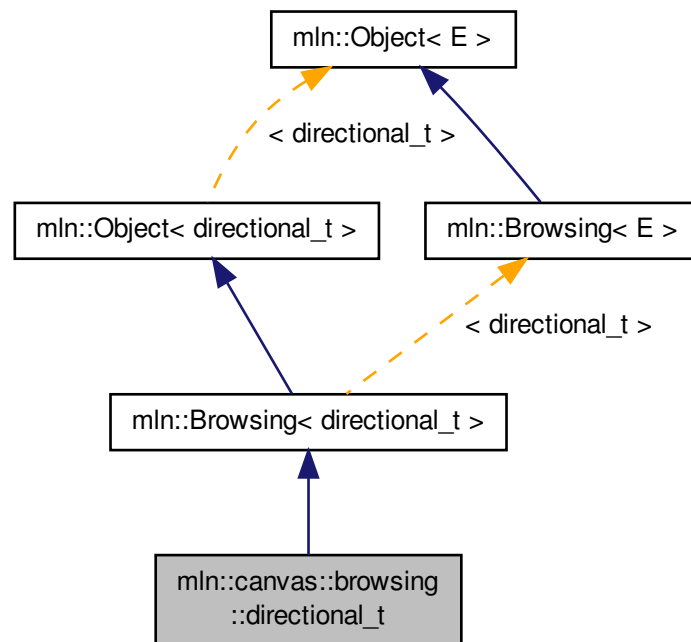 mln::Object< E >
< directional_t >
mln::Object< directional_t >
mln::Browsing< E >
< directional_t >
mln::Browsing< directional_t >
mln::canvas::browsing
::directional_t